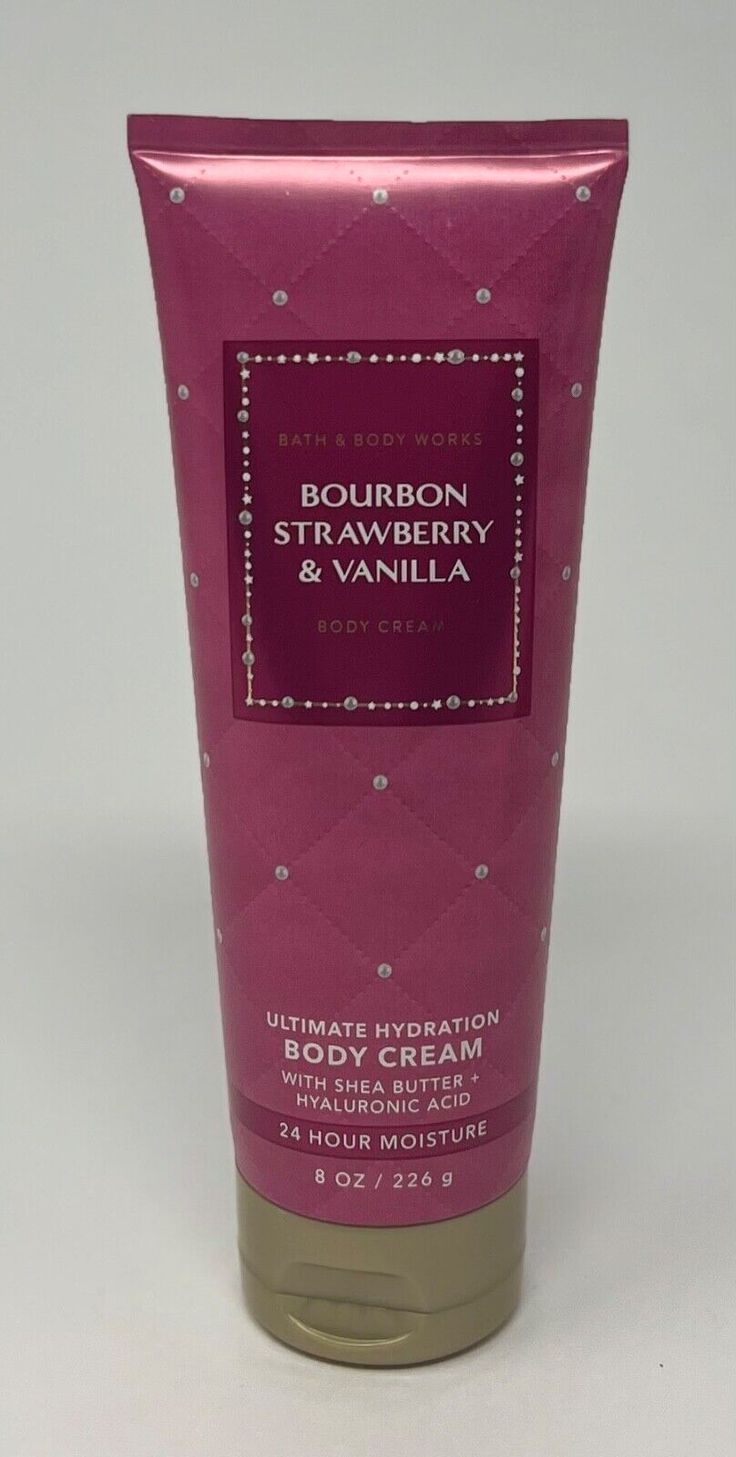 BATH & BODY WORKS
BOURBON
STRAWBERRY
& VANILLA
BODY CREAM
ULTIMATE HYDRATION
BODY CREAM
WITH SHEA BUTTER +
HYALURONIC ACID
24 HOUR MOISTURE
8 OZ / 226 g